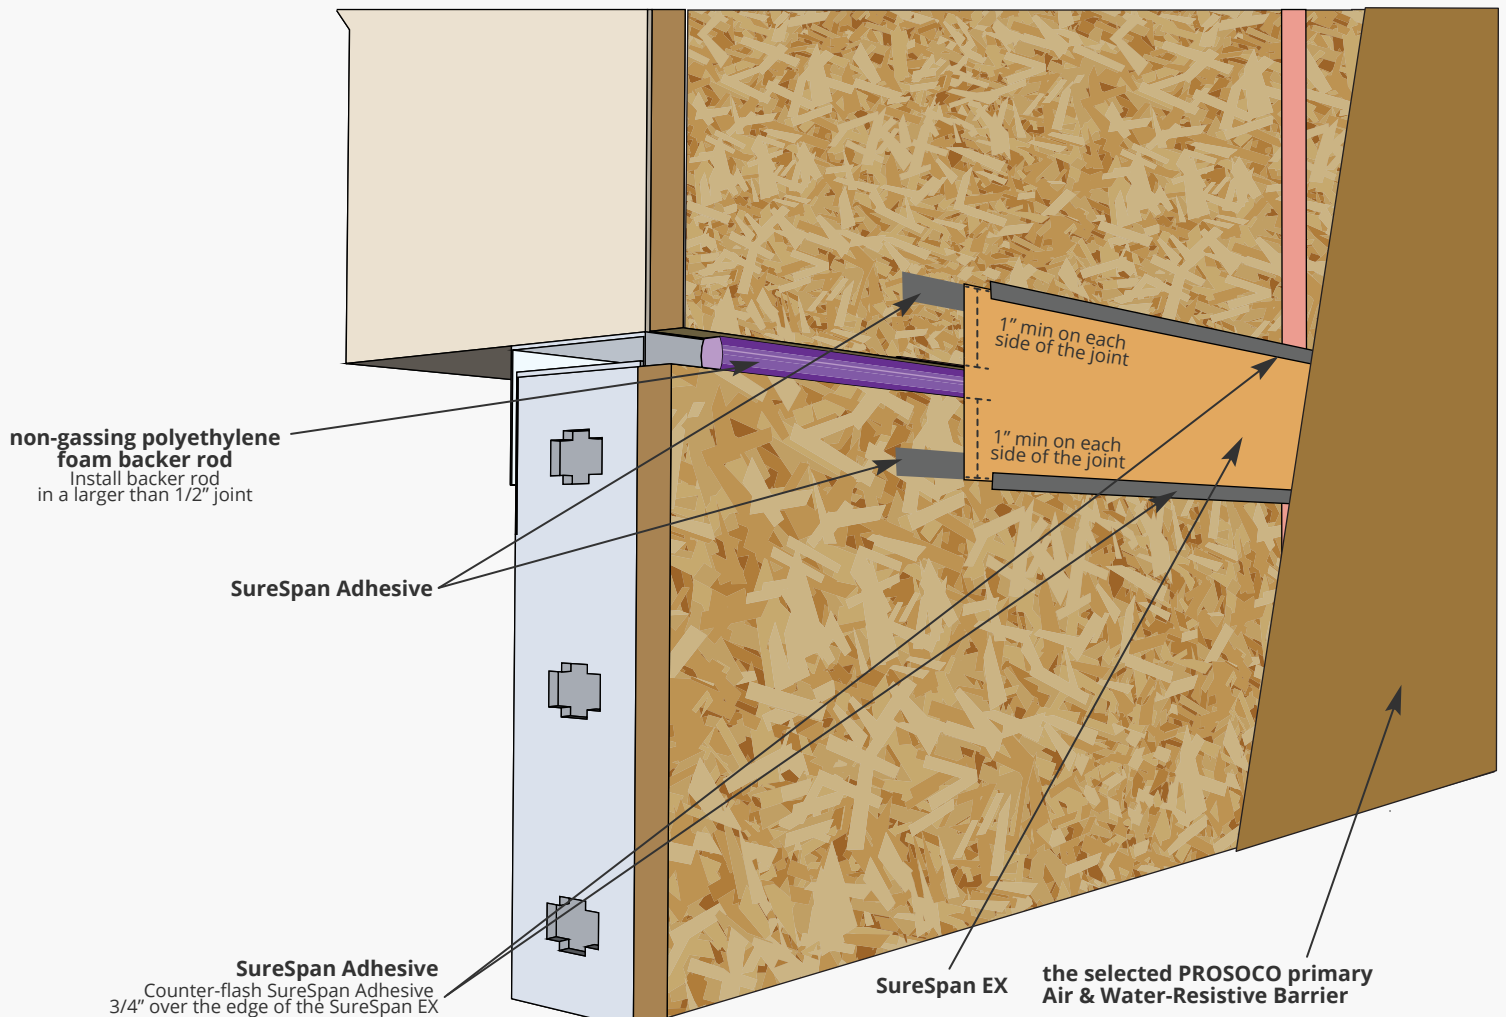 1” min on each
side of the joint
1” min on each
side of the joint
non-gassing polyethylene
foam backer rod
Install backer rod
in a larger than 1/2” joint
SureSpan Adhesive
SureSpan Adhesive
Counter-flash SureSpan Adhesive
3/4” over the edge of the SureSpan EX
SureSpan EX
the selected PROSOCO primary
Air & Water-Resistive Barrier